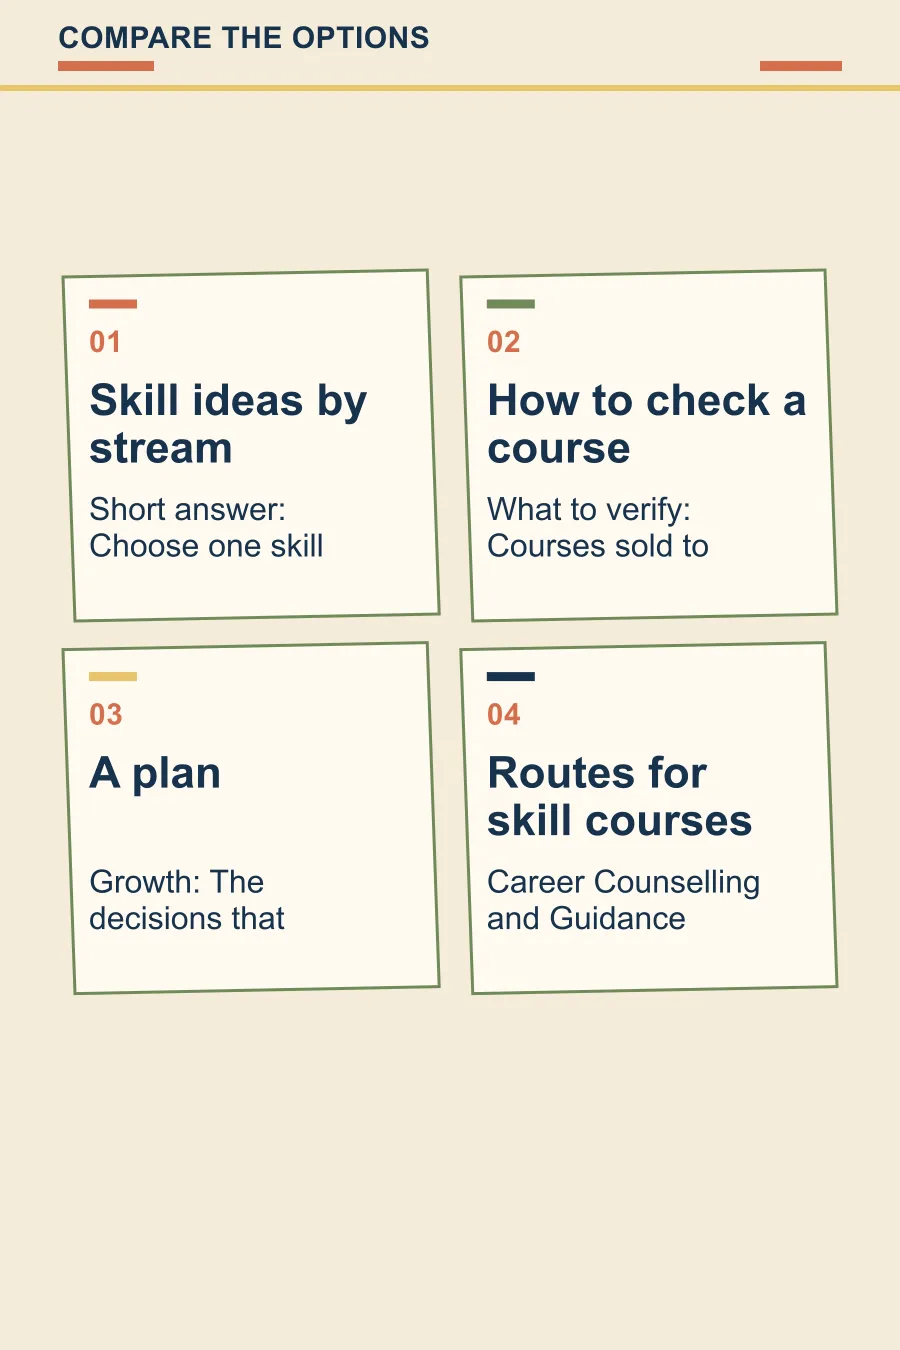 COMPARE THE OPTIONS
01
Skill ideas by
stream
Short answer:
Choose one skill
02
How to check a
course
What to verify:
Courses sold to
03
A plan
Growth: The
decisions that
04
Routes for
skill courses
Career Counselling
and Guidance